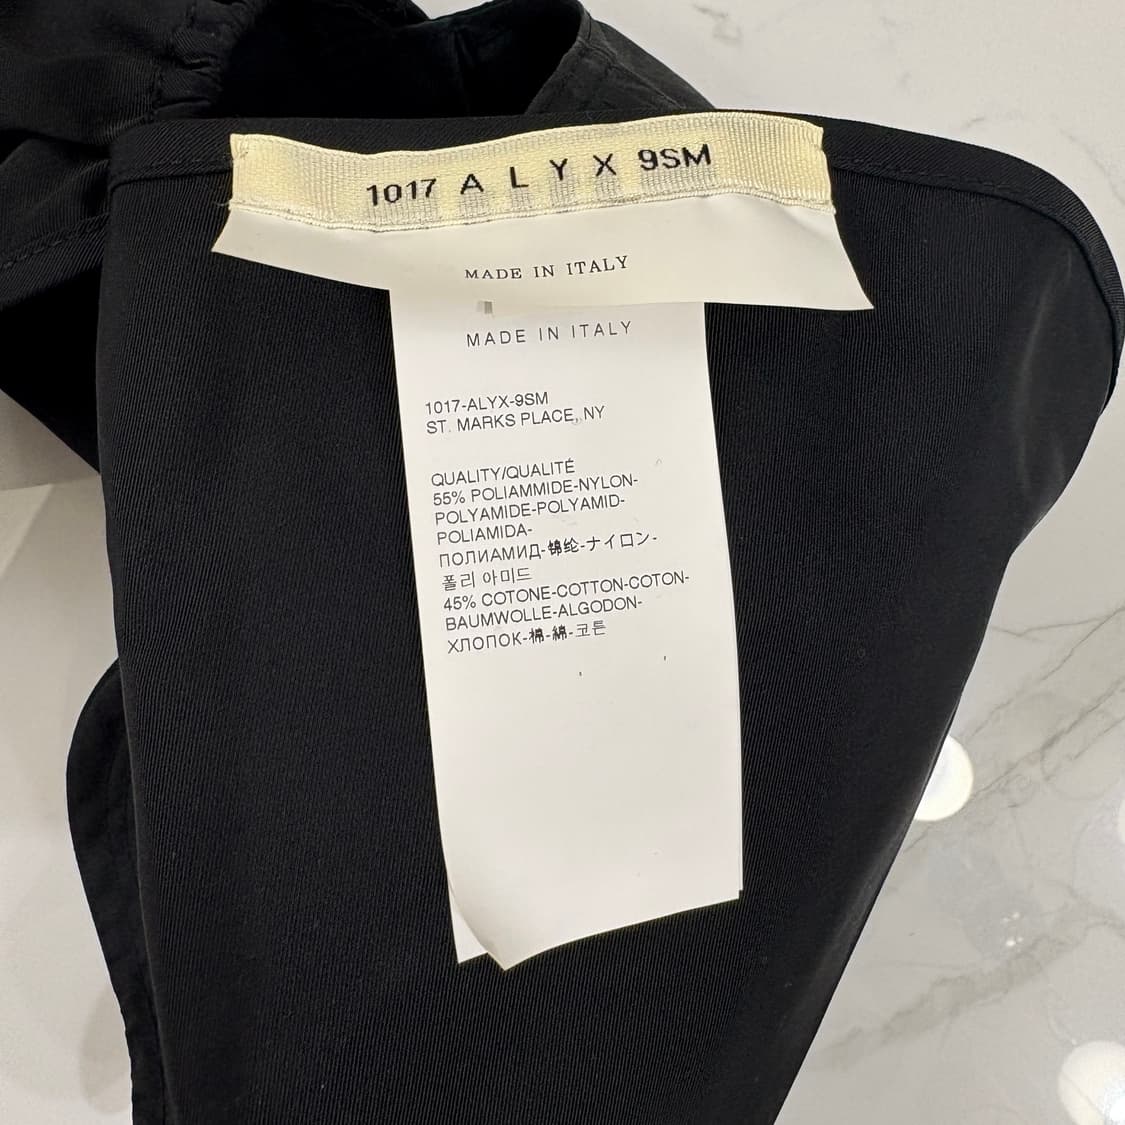 1017 ALYX 9SM
MADE IN ITALY
MADE IN ITALY
1017-ALYX-9SM
ST. MARKS PLACE, NY
QUALITY/QUALITÉ
55% POLIAMMIDE-NYLON-
POLYAMIDE-POLYAMID-
POLIAMIDA-
ПОЛИАМИД-锦纶-ナイロン-
폴리 아미드
45% COTONE-COTTON-COTON-
BAUMWOLLE-ALGODON-
ХЛОПОК-棉-綿-코튼